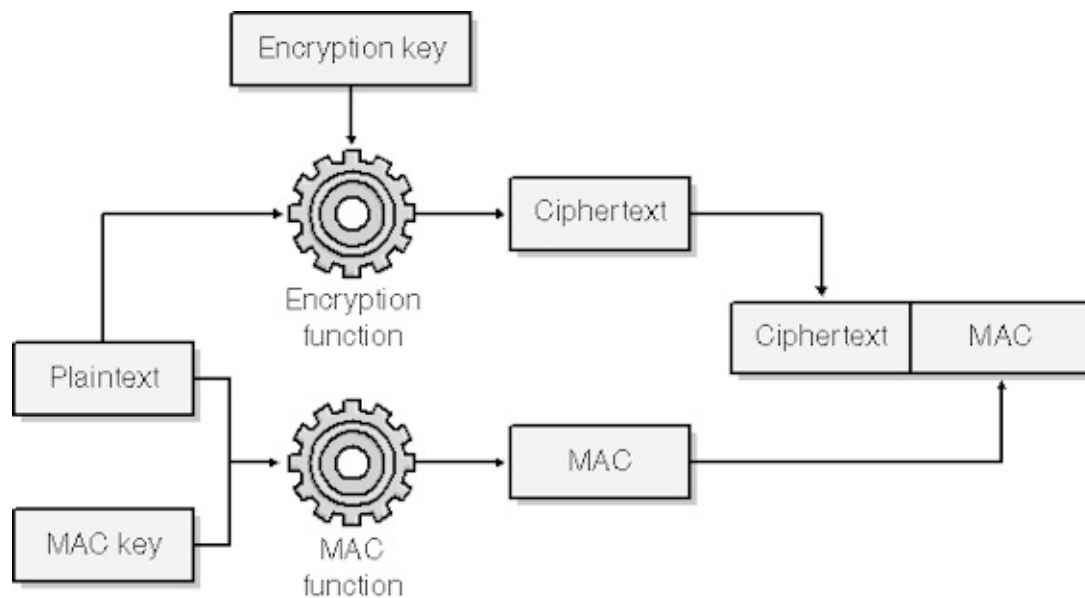 Encryption key
Ciphertext
Encryption
function
Ciphertext
MAC
Plaintext
MAC
MAC key
MAC
function